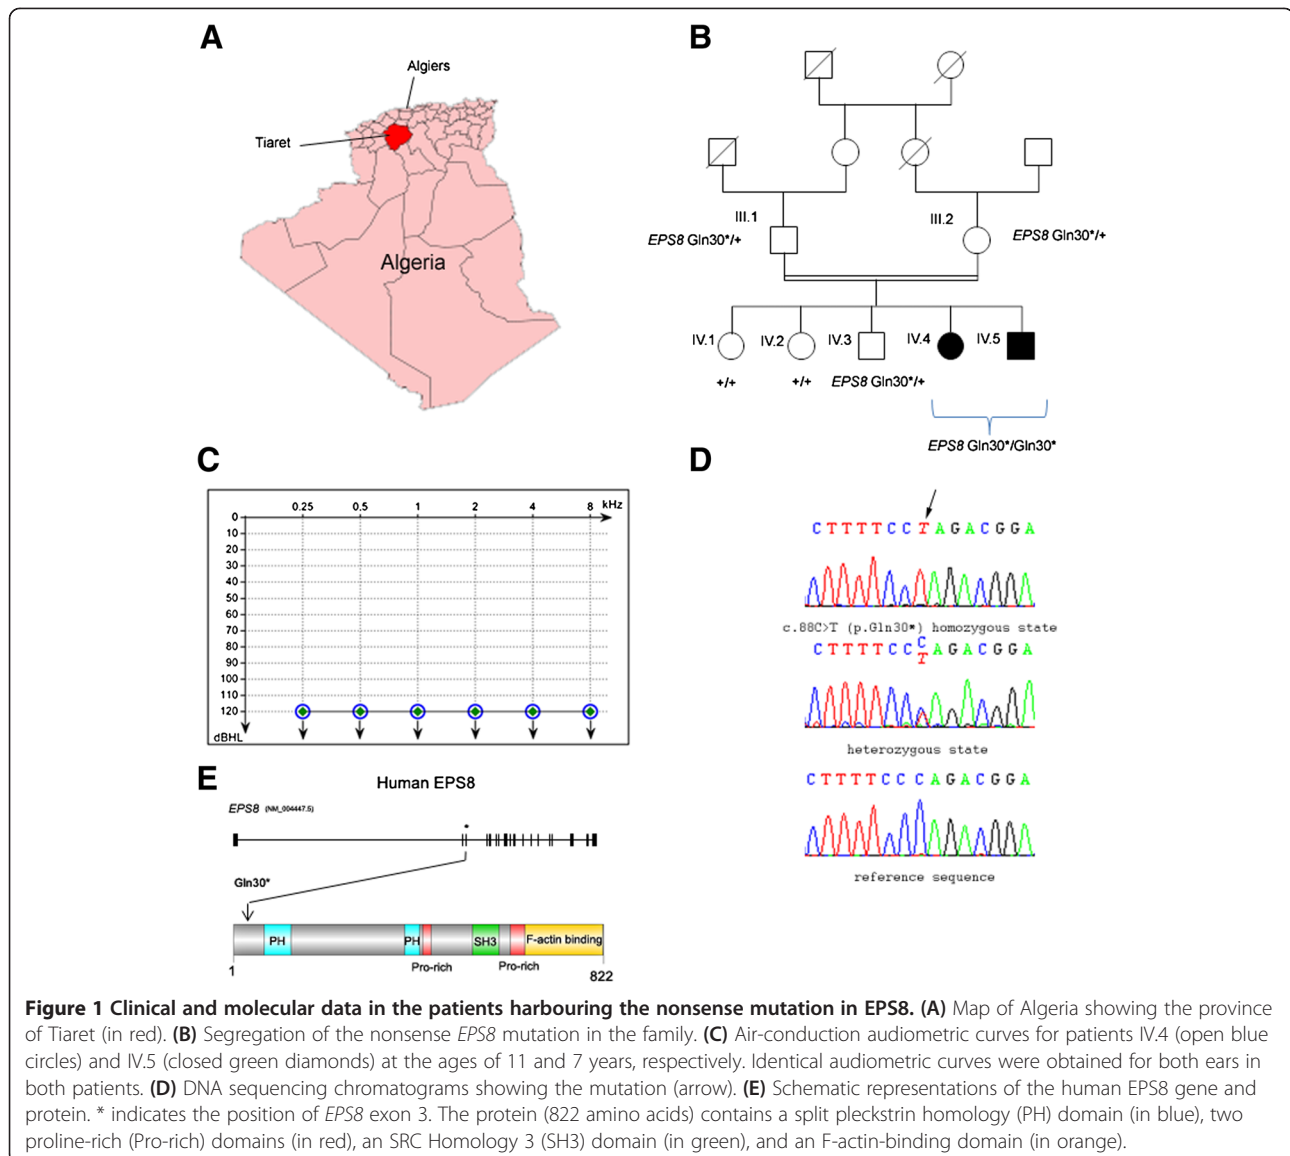 A
Algiers
Tiaret
Algeria
B
III.1
III.2
EPS8 Gln30*/+
EPS8 Gln30*/+
IV.1
IV.2
IV.3
IV.4
IV.5
+/+
+/+
EPS8 Gln30*/+
EPS8 Gln30*/Gln30*
C
0.25 0.5 1 2 4 8 kHz
0
10
20
30
40
50
60
70
80
90
100
110
120
dBHL
D
C T T T T C C T A G A C G G A
c.88C>T (p.Gln30*) homozygous state
C
C T T T T C C A G A C G G A
T
heterozygous state
C T T T T C C C A G A C G G A
reference sequence
E
Human EPS8
EPS8 (NM_004447.5)
*
Gln30*
PH PH SH3 F-actin binding
Pro-rich Pro-rich
1 822
Figure 1 Clinical and molecular data in the patients harbouring the nonsense mutation in EPS8. (A) Map of Algeria showing the province
of Tiaret (in red). (B) Segregation of the nonsense EPS8 mutation in the family. (C) Air-conduction audiometric curves for patients IV.4 (open blue
circles) and IV.5 (closed green diamonds) at the ages of 11 and 7 years, respectively. Identical audiometric curves were obtained for both ears in
both patients. (D) DNA sequencing chromatograms showing the mutation (arrow). (E) Schematic representations of the human EPS8 gene and
protein. * indicates the position of EPS8 exon 3. The protein (822 amino acids) contains a split pleckstrin homology (PH) domain (in blue), two
proline-rich (Pro-rich) domains (in red), an SRC Homology 3 (SH3) domain (in green), and an F-actin-binding domain (in orange).